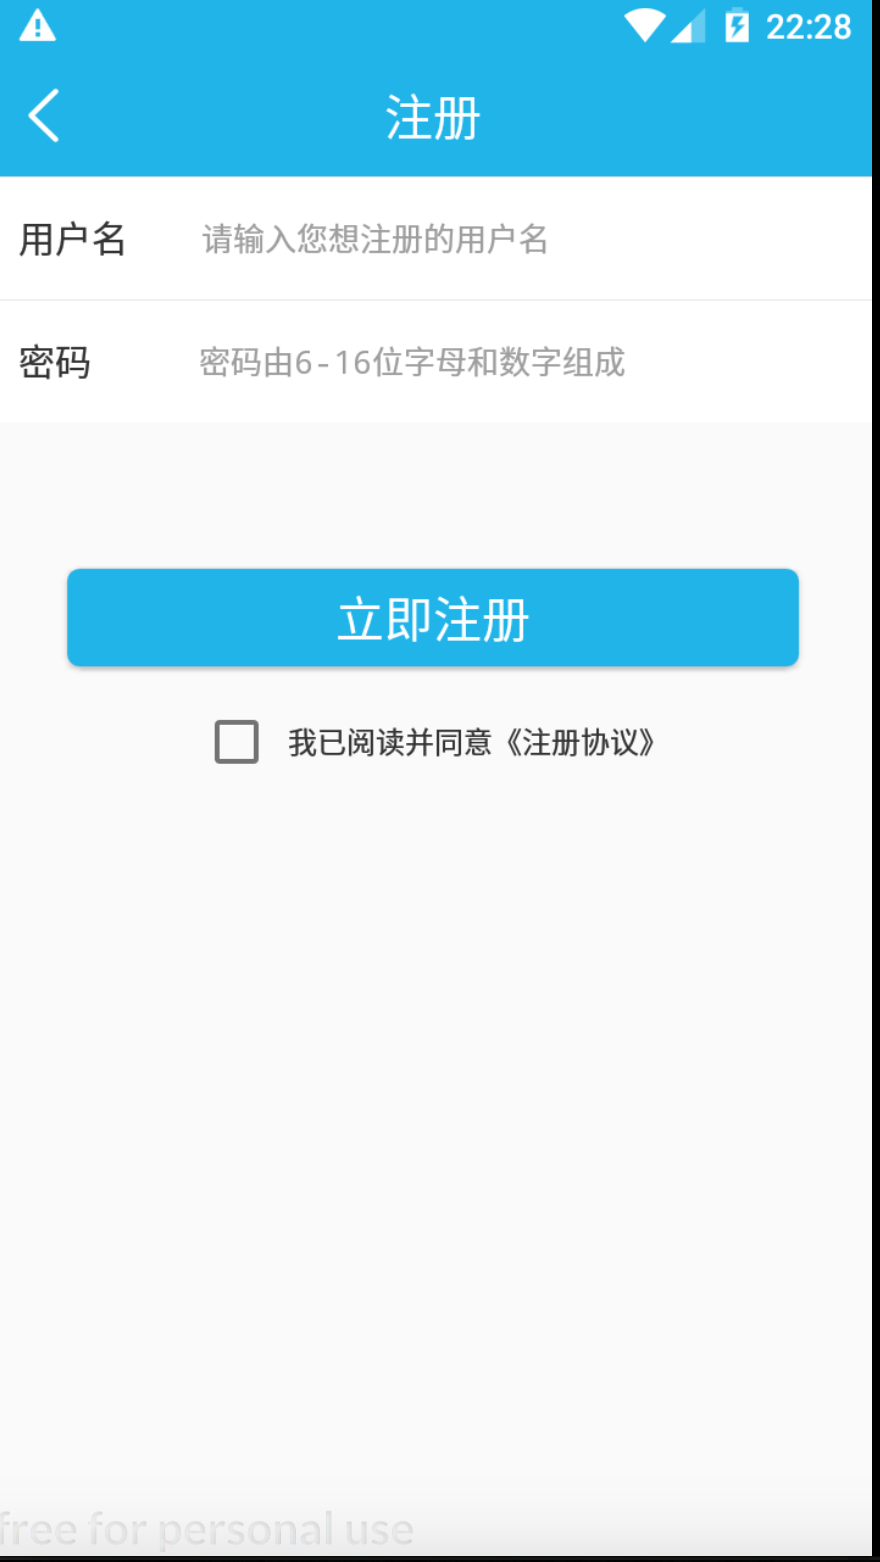 22:28
注册
用户名 请输入您想注册的用户名
密码 密码由6-16位字母和数字组成
立即注册
我已阅读并同意《注册协议》
free for personal use